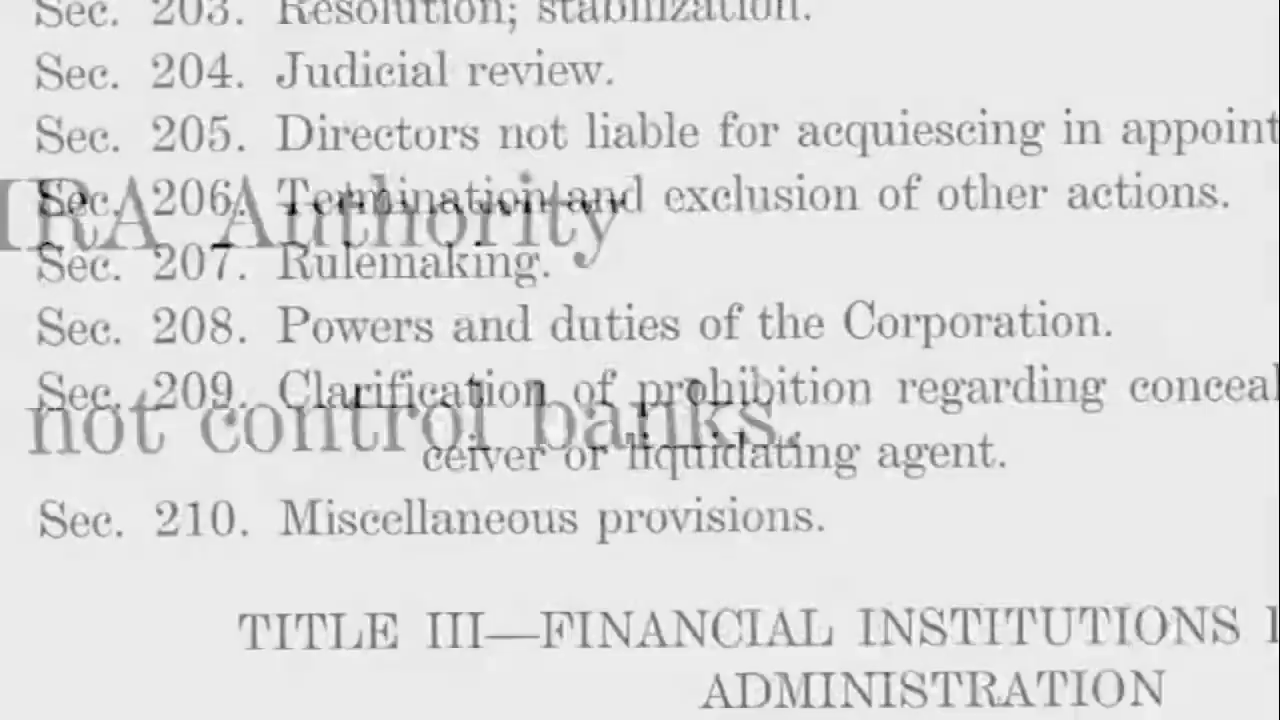 Sec. 203. Resolution; stabilization.
Sec. 204. Judicial review.
Sec. 205. Directors not liable for acquiescing in appoint
Sec. 206. Termination and exclusion of other actions.
IRA Authority
Sec. 207. Rulemaking.
Sec. 208. Powers and duties of the Corporation.
Sec. 209. Clarification of prohibition regarding conceal
not control banks.
ceiver or liquidating agent.
Sec. 210. Miscellaneous provisions.
TITLE III—FINANCIAL INSTITUTIONS
ADMINISTRATION